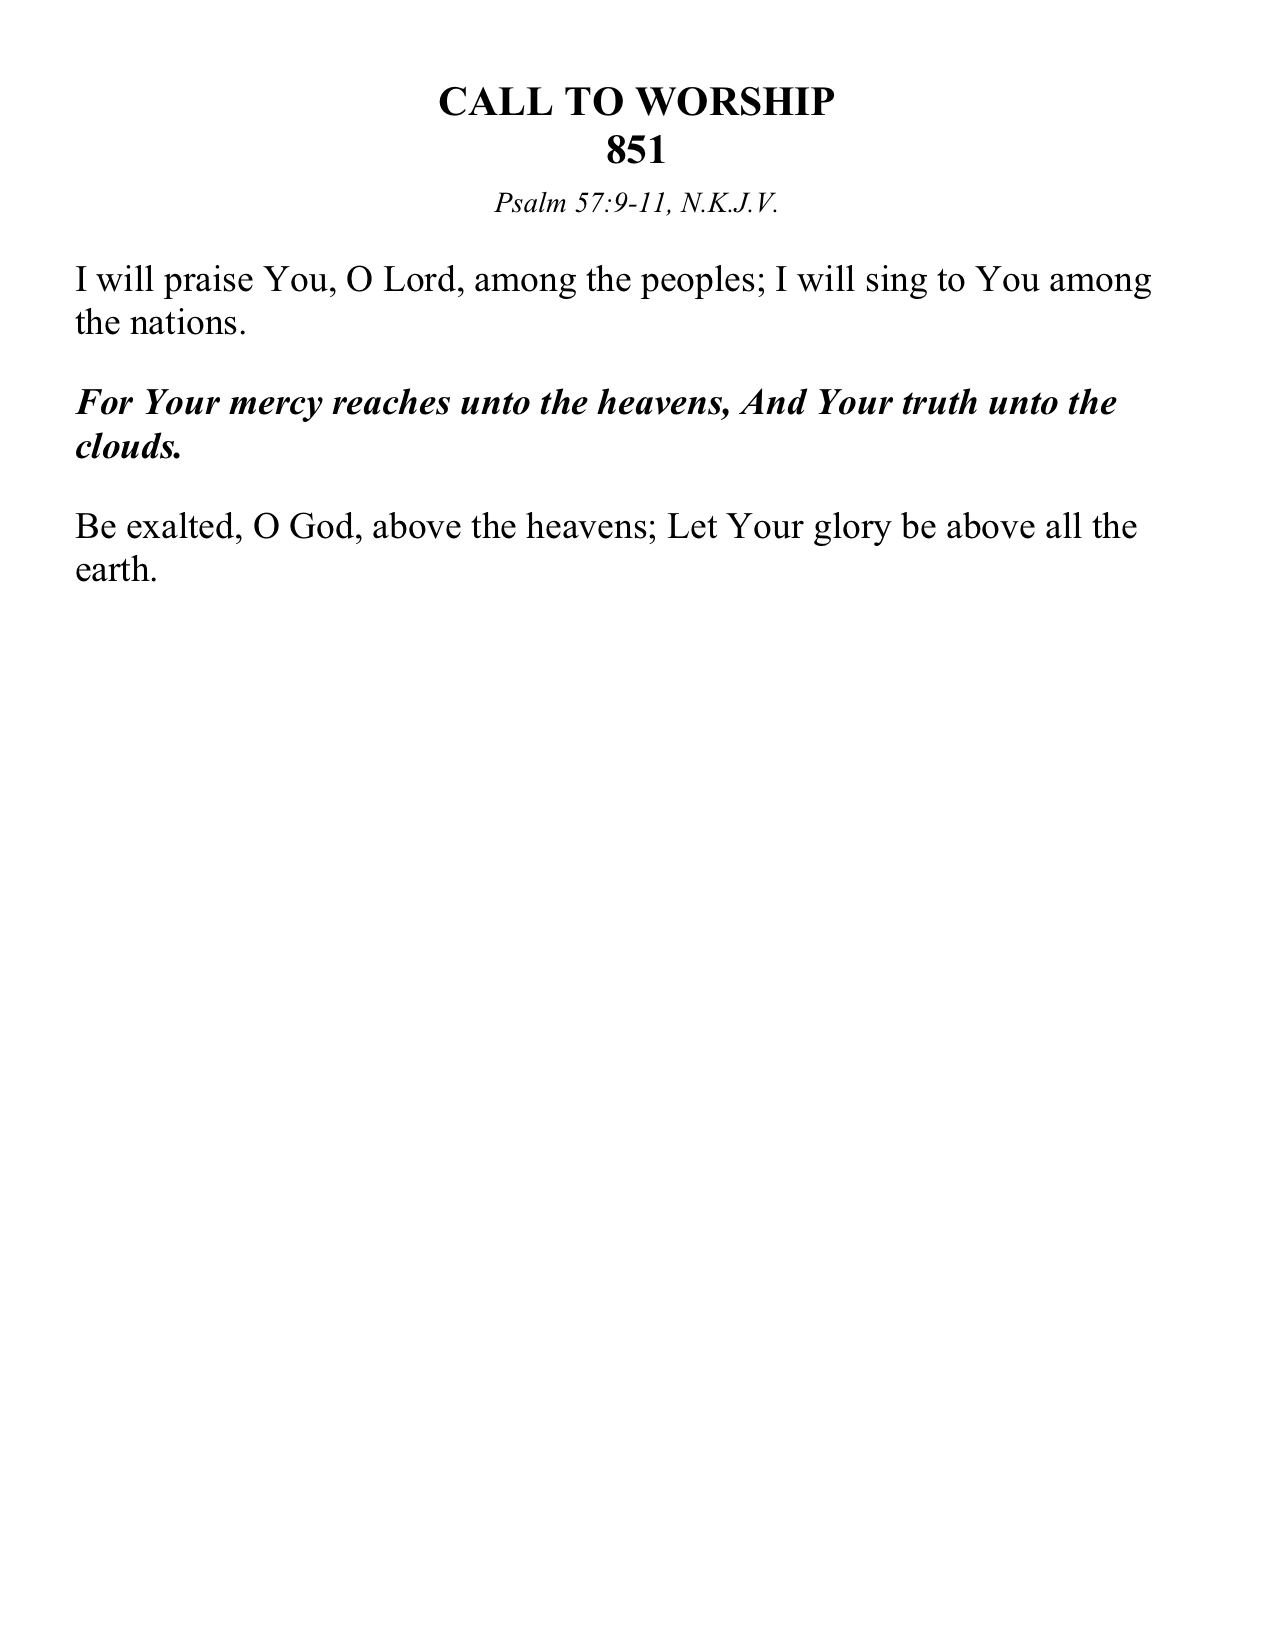 CALL TO WORSHIP
851
Psalm 57:9-11, N.K.J.V.
I will praise You, O Lord, among the peoples; I will sing to You among
the nations.
For Your mercy reaches unto the heavens, And Your truth unto the
clouds.
Be exalted, O God, above the heavens; Let Your glory be above all the
earth.